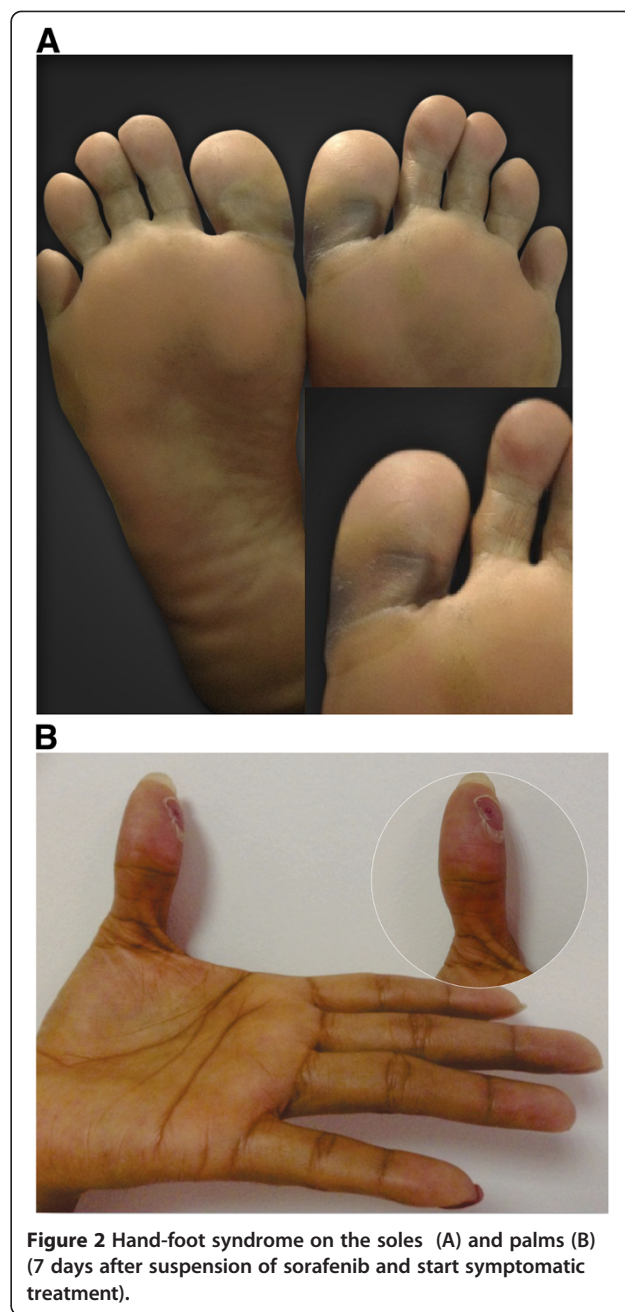 A
B
Figure 2 Hand-foot syndrome on the soles (A) and palms (B)
(7 days after suspension of sorafenib and start symptomatic
treatment).